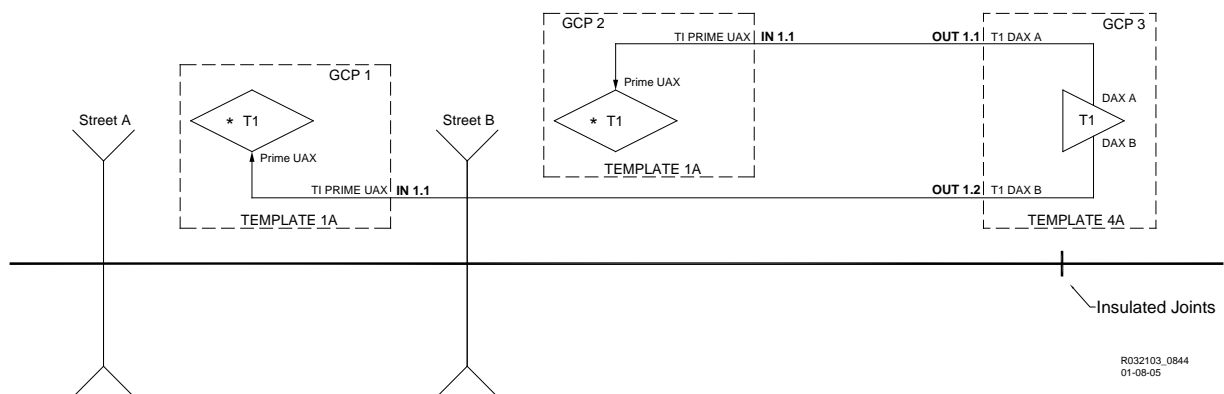 GCP 2
GCP 3
TI PRIME UAX
IN 1.1
OUT 1.1
T1 DAX A
GCP 1
Prime UAX
Street A
* T1
Street B
* T1
DAX A
T1
DAX B
Prime UAX
TEMPLATE 1A
TI PRIME UAX
IN 1.1
OUT 1.2
T1 DAX B
TEMPLATE 1A
TEMPLATE 4A
Insulated Joints
R032103_0844
01-08-05